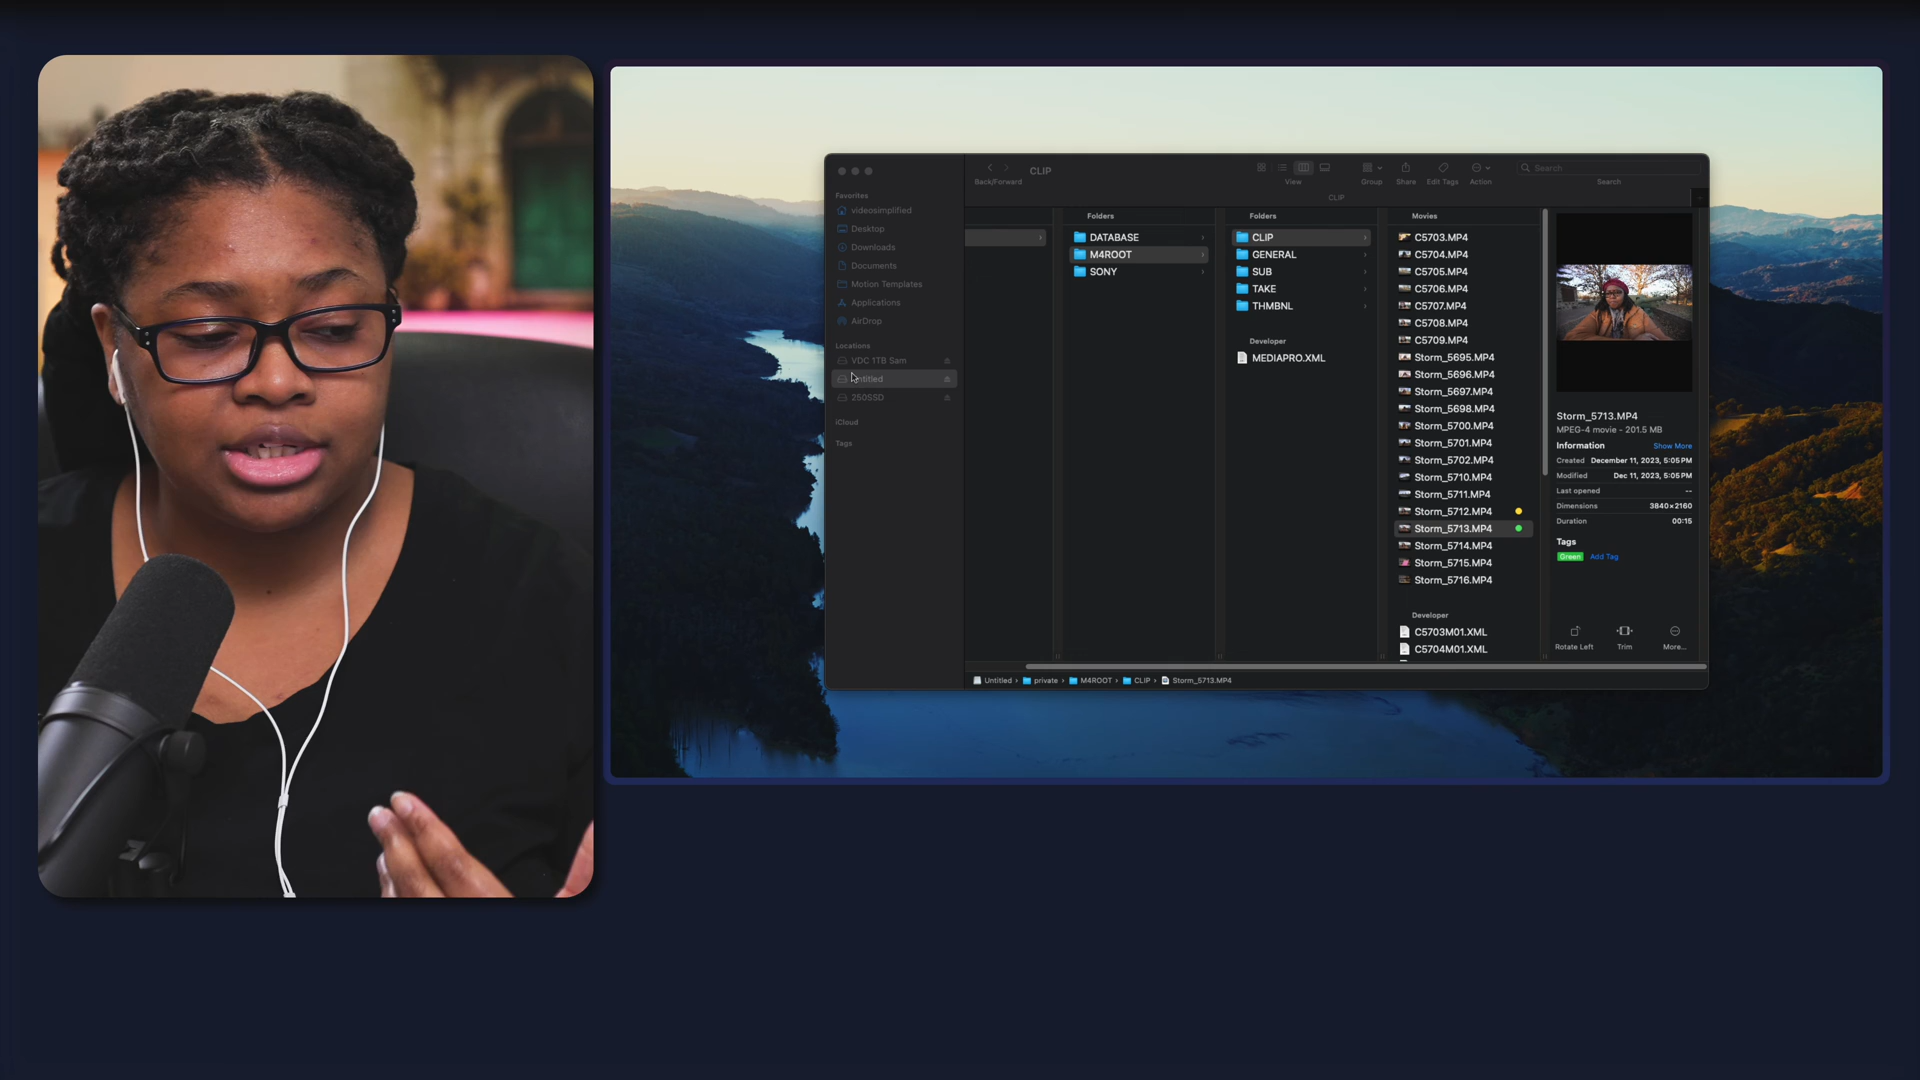 CLIP
Back/Forward
View
Group
Share
Edit Tags
Action
Search
Search
CLIP
Favorites
videosimplified
Desktop
Downloads
Documents
Motion Templates
Applications
AirDrop
Locations
VDC 1TB Sam
Untitled
250SSD
iCloud
Tags
Folders
DATABASE
M4ROOT
SONY
Folders
CLIP
GENERAL
SUB
TAKE
THMBNL
Developer
MEDIAPRO.XML
Movies
C5703.MP4
C5704.MP4
C5705.MP4
C5706.MP4
C5707.MP4
C5708.MP4
C5709.MP4
Storm_5695.MP4
Storm_5696.MP4
Storm_5697.MP4
Storm_5698.MP4
Storm_5700.MP4
Storm_5701.MP4
Storm_5702.MP4
Storm_5710.MP4
Storm_5711.MP4
Storm_5712.MP4
Storm_5713.MP4
Storm_5714.MP4
Storm_5715.MP4
Storm_5716.MP4
Developer
C5703M01.XML
C5704M01.XML
Storm_5713.MP4
MPEG-4 movie - 201.5 MB
Information Show More
Created December 11, 2023, 5:05 PM
Modified Dec 11, 2023, 5:05 PM
Last opened --
Dimensions 3840×2160
Duration 00:15
Tags
Green Add Tag
Rotate Left Trim More...
Untitled › private › M4ROOT › CLIP › Storm_5713.MP4